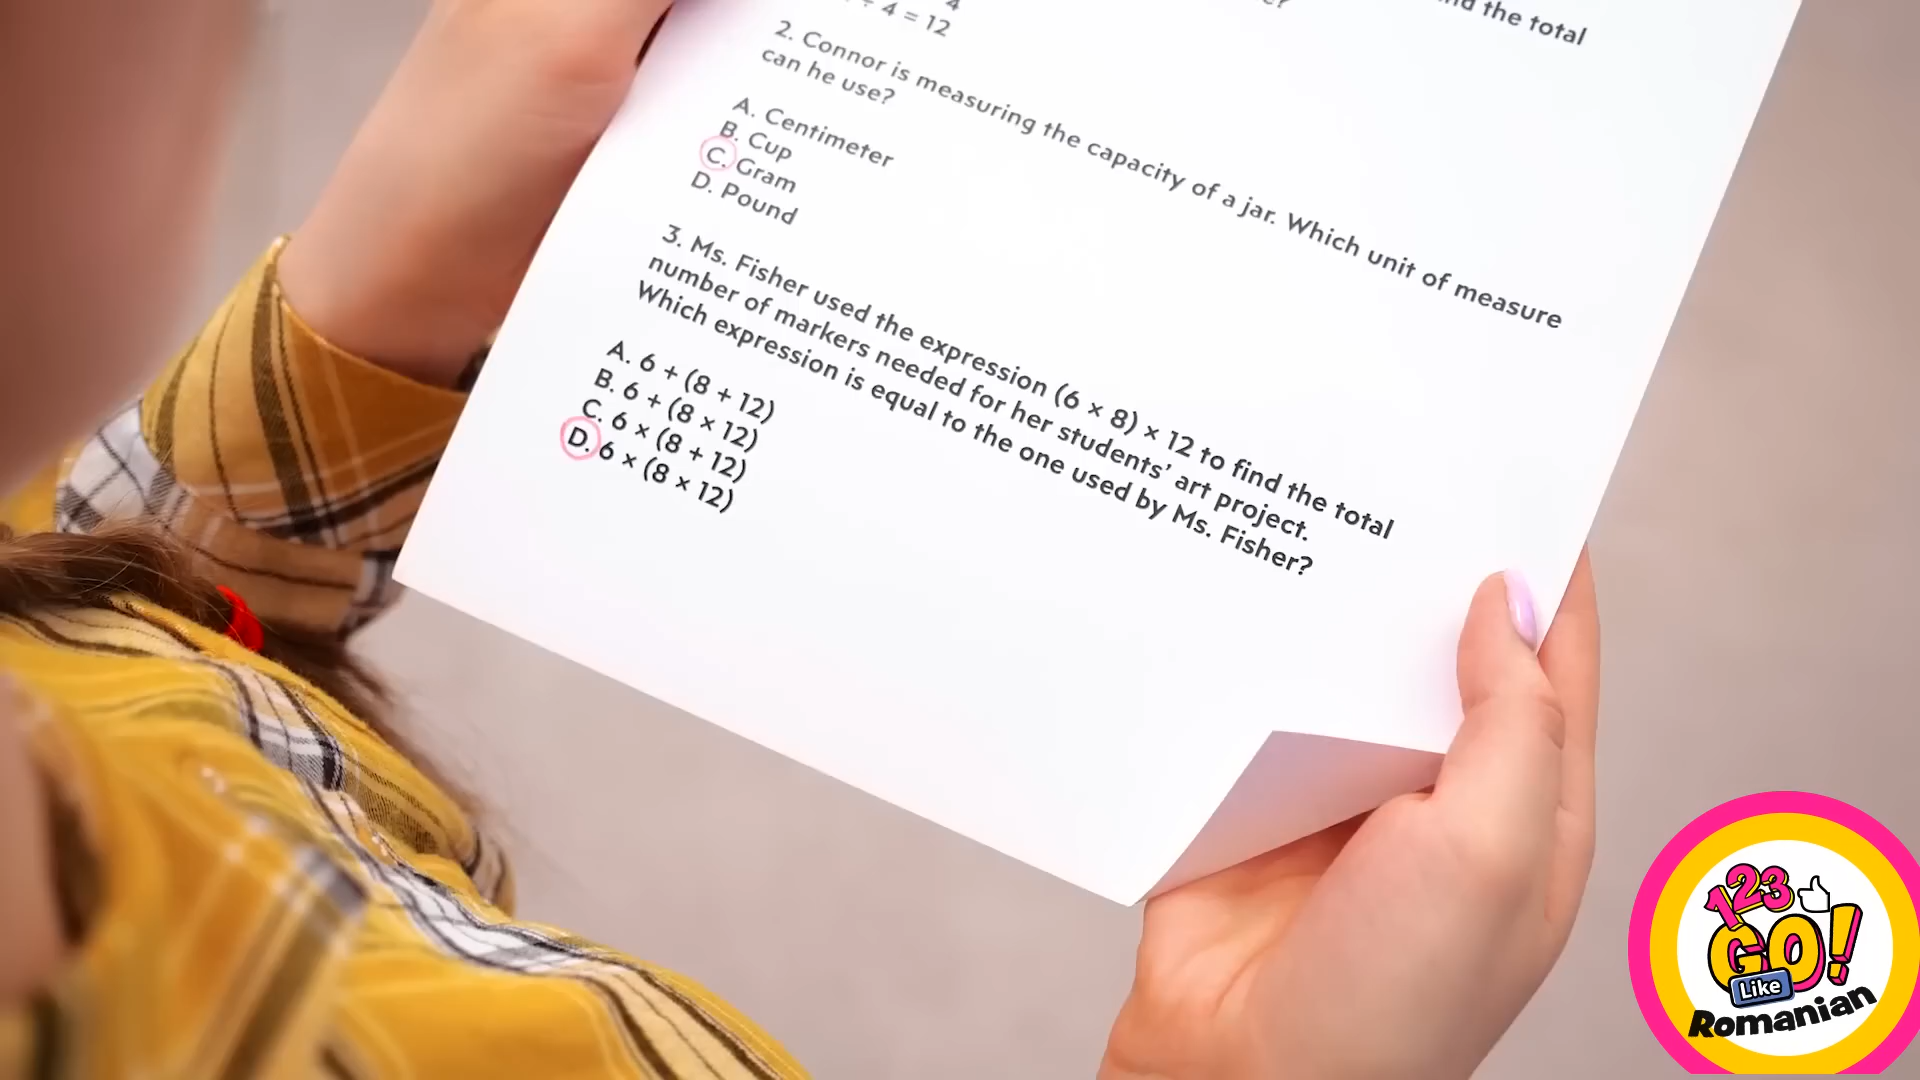 nd the total
4
÷ 4 = 12
e?
2. Connor is measuring the capacity of a jar. Which unit of measure
can he use?
A. Centimeter
B. Cup
C. Gram
D. Pound
3. Ms. Fisher used the expression (6 × 8) × 12 to find the total
number of markers needed for her students' art project.
Which expression is equal to the one used by Ms. Fisher?
A. 6 + (8 + 12)
B. 6 + (8 × 12)
C. 6 × (8 + 12)
D. 6 × (8 × 12)
123
GO!
Like
Romanian